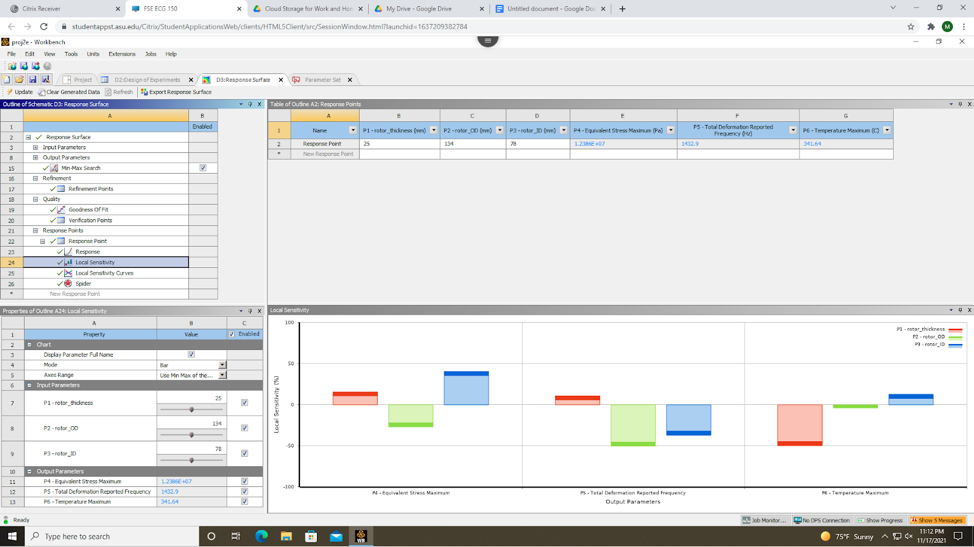 Citrix Receiver
FSE ECG 150
Cloud Storage for Work and Hom
My Drive - Google Drive
Untitled document - Google Doc
studentappst.asu.edu/Citrix/StudentApplicationsWeb/clients/HTML5Client/src/SessionWindow.html?launchid=1637209382784
M
proj2e - Workbench
File Edit View Tools Units Extensions Jobs Help
Project
D2:Design of Experiments
D3:Response Surface
Parameter Set
Update Clear Generated Data Refresh Export Response Surface
Outline of Schematic D3: Response Surface
A B
1 Enabled
2 Response Surface
3 Input Parameters
8 Output Parameters
15 Min-Max Search
16 Refinement
17 Refinement Points
18 Quality
19 Goodness Of Fit
20 Verification Points
21 Response Points
22 Response Point
23 Response
24 Local Sensitivity
25 Local Sensitivity Curves
26 Spider
* New Response Point
Table of Outline A2: Response Points
A B C D E F G
1 Name P1 - rotor_thickness (mm) P2 - rotor_OD (mm) P3 - rotor_ID (mm) P4 - Equivalent Stress Maximum (Pa) P5 - Total Deformation Reported Frequency (Hz) P6 - Temperature Maximum (C)
2 Response Point 25 134 78 1.2386E+07 1432.9 341.64
* New Response Point
Properties of Outline A24: Local Sensitivity
A B C
1 Property Value Enabled
2 Chart
3 Display Parameter Full Name
4 Mode Bar
5 Axes Range Use Min Max of the...
6 Input Parameters
7 P1 - rotor_thickness 25
8 P2 - rotor_OD 134
9 P3 - rotor_ID 78
10 Output Parameters
11 P4 - Equivalent Stress Maximum 1.2386E+07
12 P5 - Total Deformation Reported Frequency 1432.9
13 P6 - Temperature Maximum 341.64
Local Sensitivity
P1 - rotor_thickness
P2 - rotor_OD
P3 - rotor_ID
Local Sensitivity (%)
100
50
0
-50
-100
P4 - Equivalent Stress Maximum
P5 - Total Deformation Reported Frequency
P6 - Temperature Maximum
Output Parameters
Ready
Job Monitor... No DPS Connection Show Progress Show 5 Messages
Type here to search
WB
75°F Sunny
11:12 PM
11/17/2021